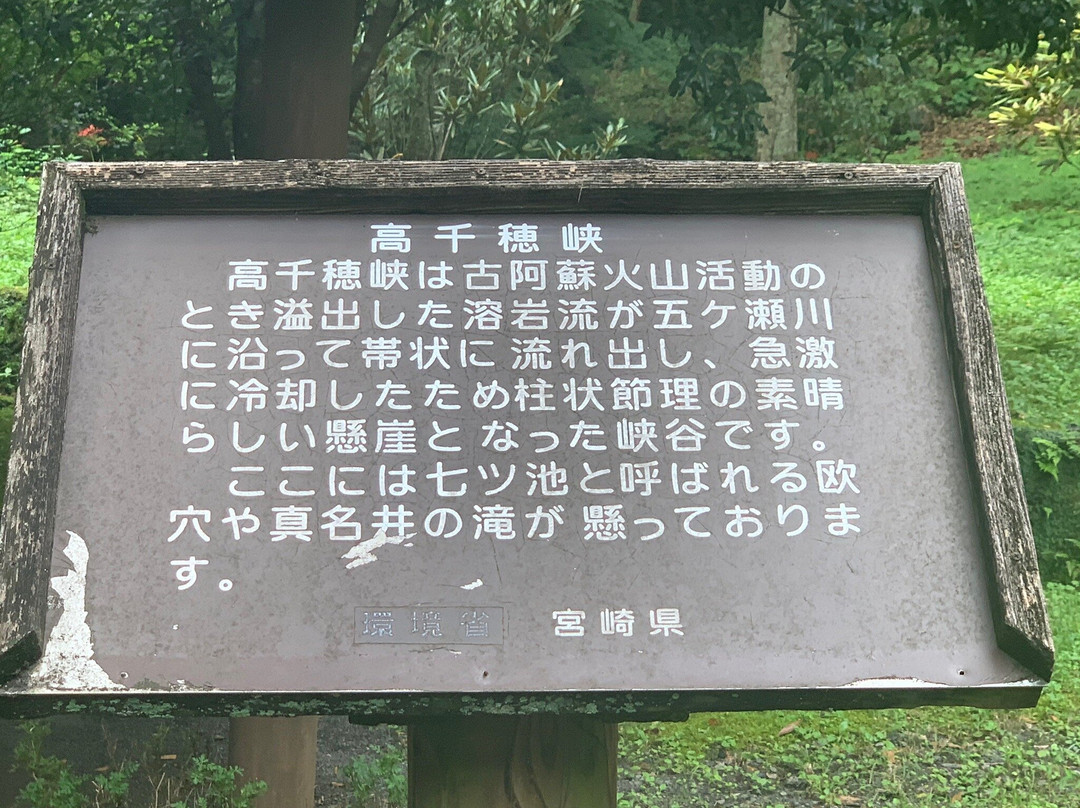 高千穂峡
高千穂峡は古阿蘇火山活動の
とき溢出した溶岩流が五ケ瀬川
に沿って帯状に流れ出し、急激
に冷却したため柱状節理の素晴
らしい懸崖となった峡谷です。
ここには七ツ池と呼ばれる欧
穴や真名井の滝が懸っておりま
す。
環境省 宮崎県